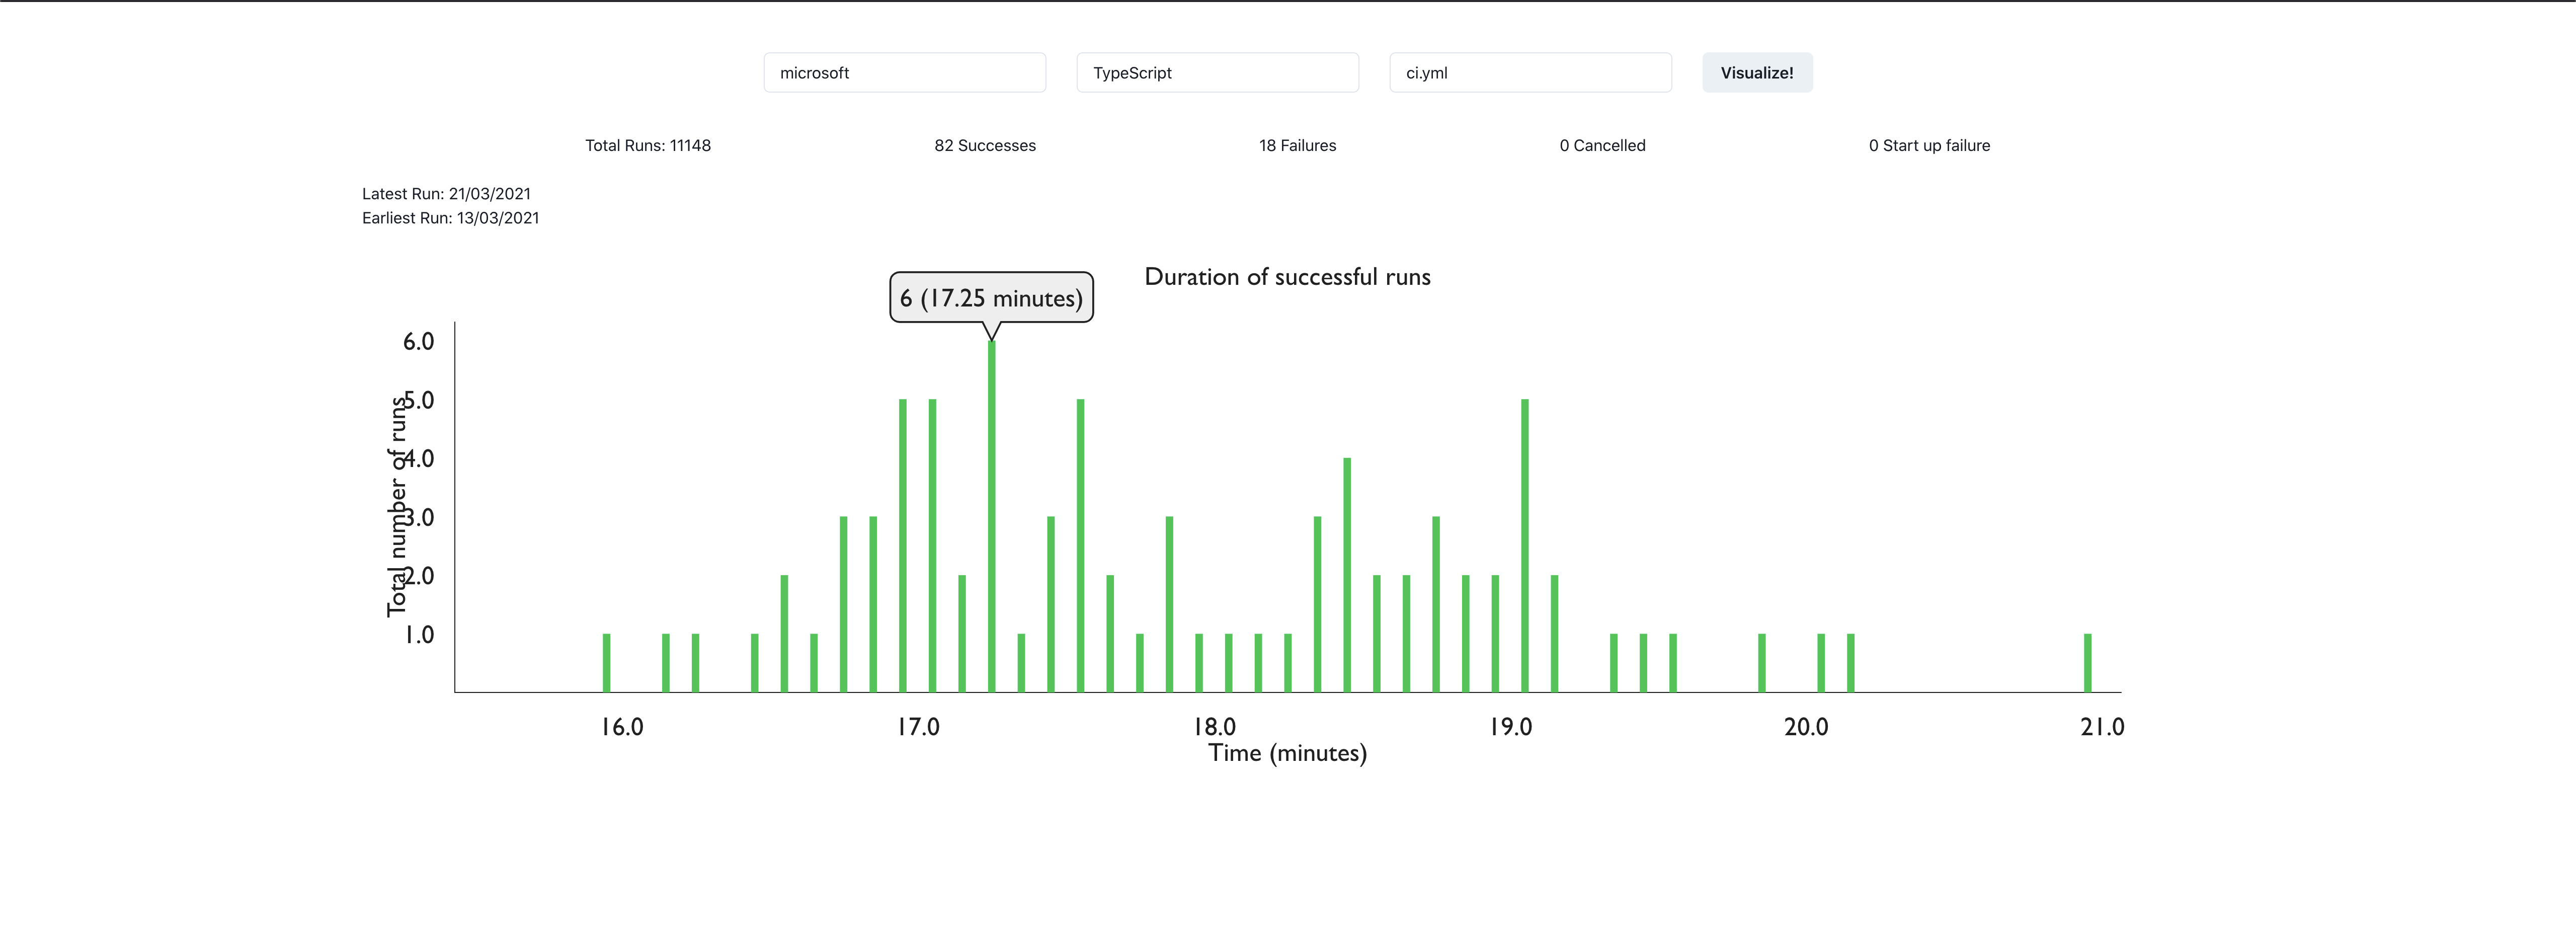 microsoft TypeScript ci.yml Visualize!
Total Runs: 11148 82 Successes 18 Failures 0 Cancelled 0 Start up failure
Latest Run: 21/03/2021
Earliest Run: 13/03/2021
Duration of successful runs
6 (17.25 minutes)
Total number of runs
6.0
5.0
4.0
3.0
2.0
1.0
16.0 17.0 18.0 19.0 20.0 21.0
Time (minutes)